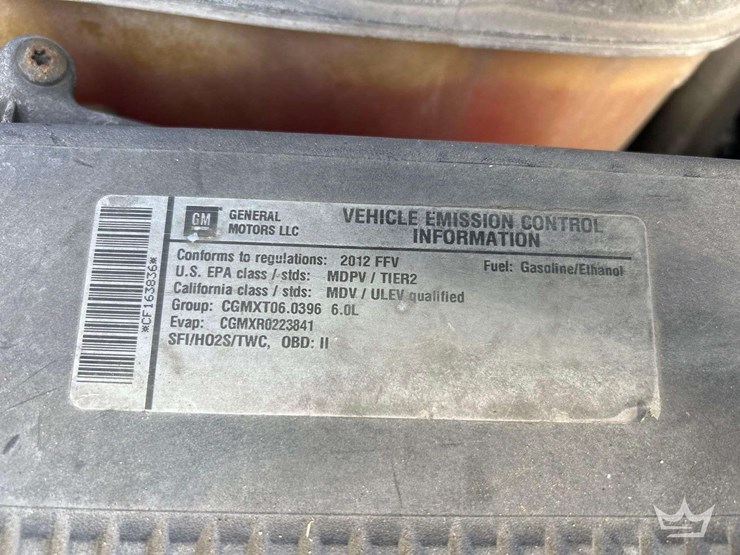 GM
GENERAL
MOTORS LLC
VEHICLE EMISSION CONTROL
INFORMATION
Conforms to regulations: 2012 FFV
Fuel: Gasoline/Ethanol
U.S. EPA class / stds: MDPV / TIER2
California class / stds: MDV / ULEV qualified
Group: CGMXT06.0396 6.0L
Evap: CGMXR0223841
SFI/HO2S/TWC, OBD: II
*CF163836*